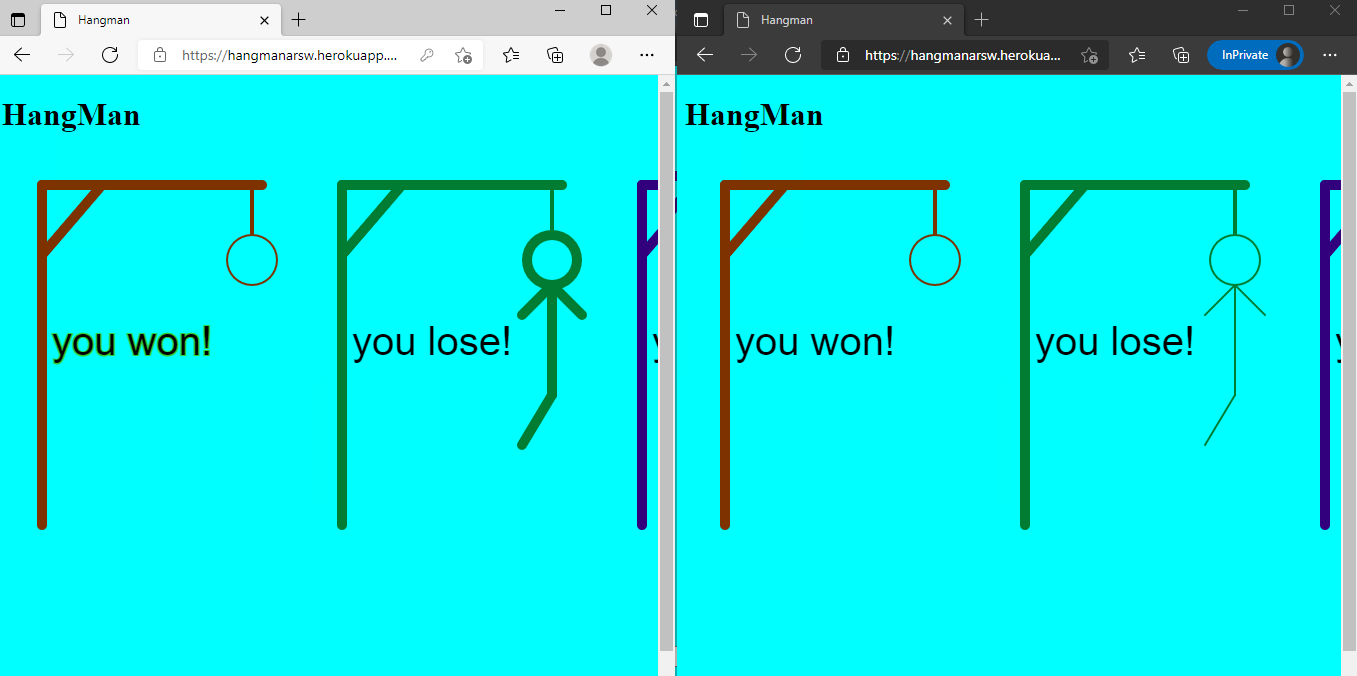 Hangman
https://hangmanarsw.herokuapp....
HangMan
you won!
you lose!
y
Hangman
https://hangmanarsw.herokua...
InPrivate
HangMan
you won!
you lose!